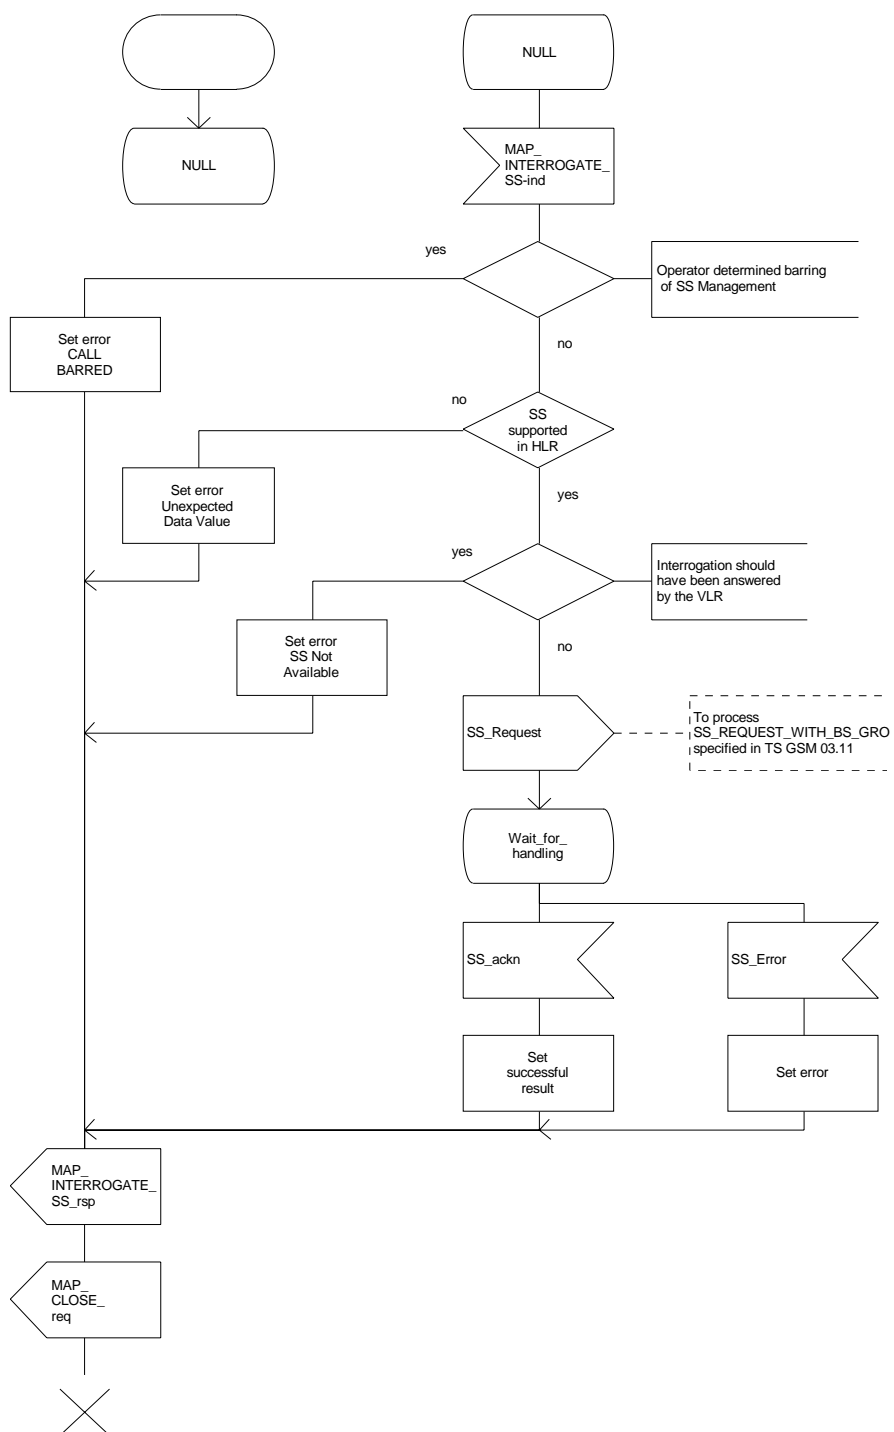 NULL
NULL
MAP_
INTERROGATE_
SS-ind
yes
Operator determined barring
of SS Management
Set error
CALL
BARRED
no
no
SS
supported
in HLR
Set error
Unexpected
Data Value
yes
yes
Interrogation should
have been answered
by the VLR
Set error
SS Not
Available
no
SS_Request
To process
SS_REQUEST_WITH_BS_GRO
specified in TS GSM 03.11
Wait_for_
handling
SS_ackn
SS_Error
Set
successful
result
Set error
MAP_
INTERROGATE_
SS_rsp
MAP_
CLOSE_
req